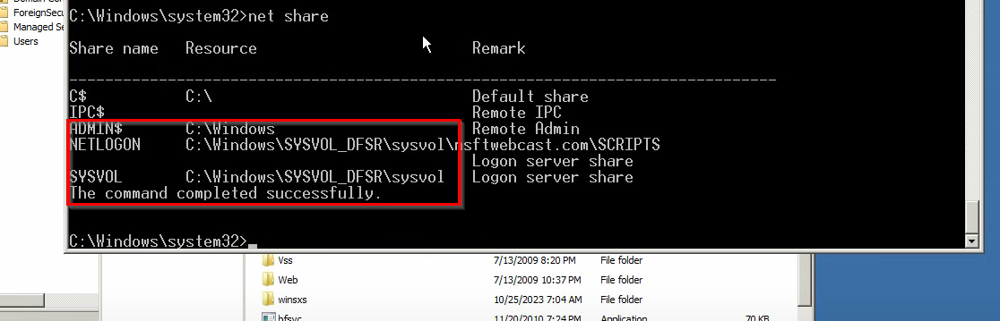 Domain Con
ForeignSecu
Managed Se
Users
C:\Windows\system32>net share
Share name Resource Remark
-------------------------------------------------------------------------------
C$ C:\ Default share
IPC$ Remote IPC
ADMIN$ C:\Windows Remote Admin
NETLOGON C:\Windows\SYSVOL_DFSR\sysvol\msftwebcast.com\SCRIPTS
Logon server share
SYSVOL C:\Windows\SYSVOL_DFSR\sysvol Logon server share
The command completed successfully.
C:\Windows\system32>_
Vss 7/13/2009 8:20 PM File folder
Web 7/13/2009 10:37 PM File folder
winsxs 10/25/2023 7:04 AM File folder
bfsvc 11/20/2010 7:24 PM Application 70 KB